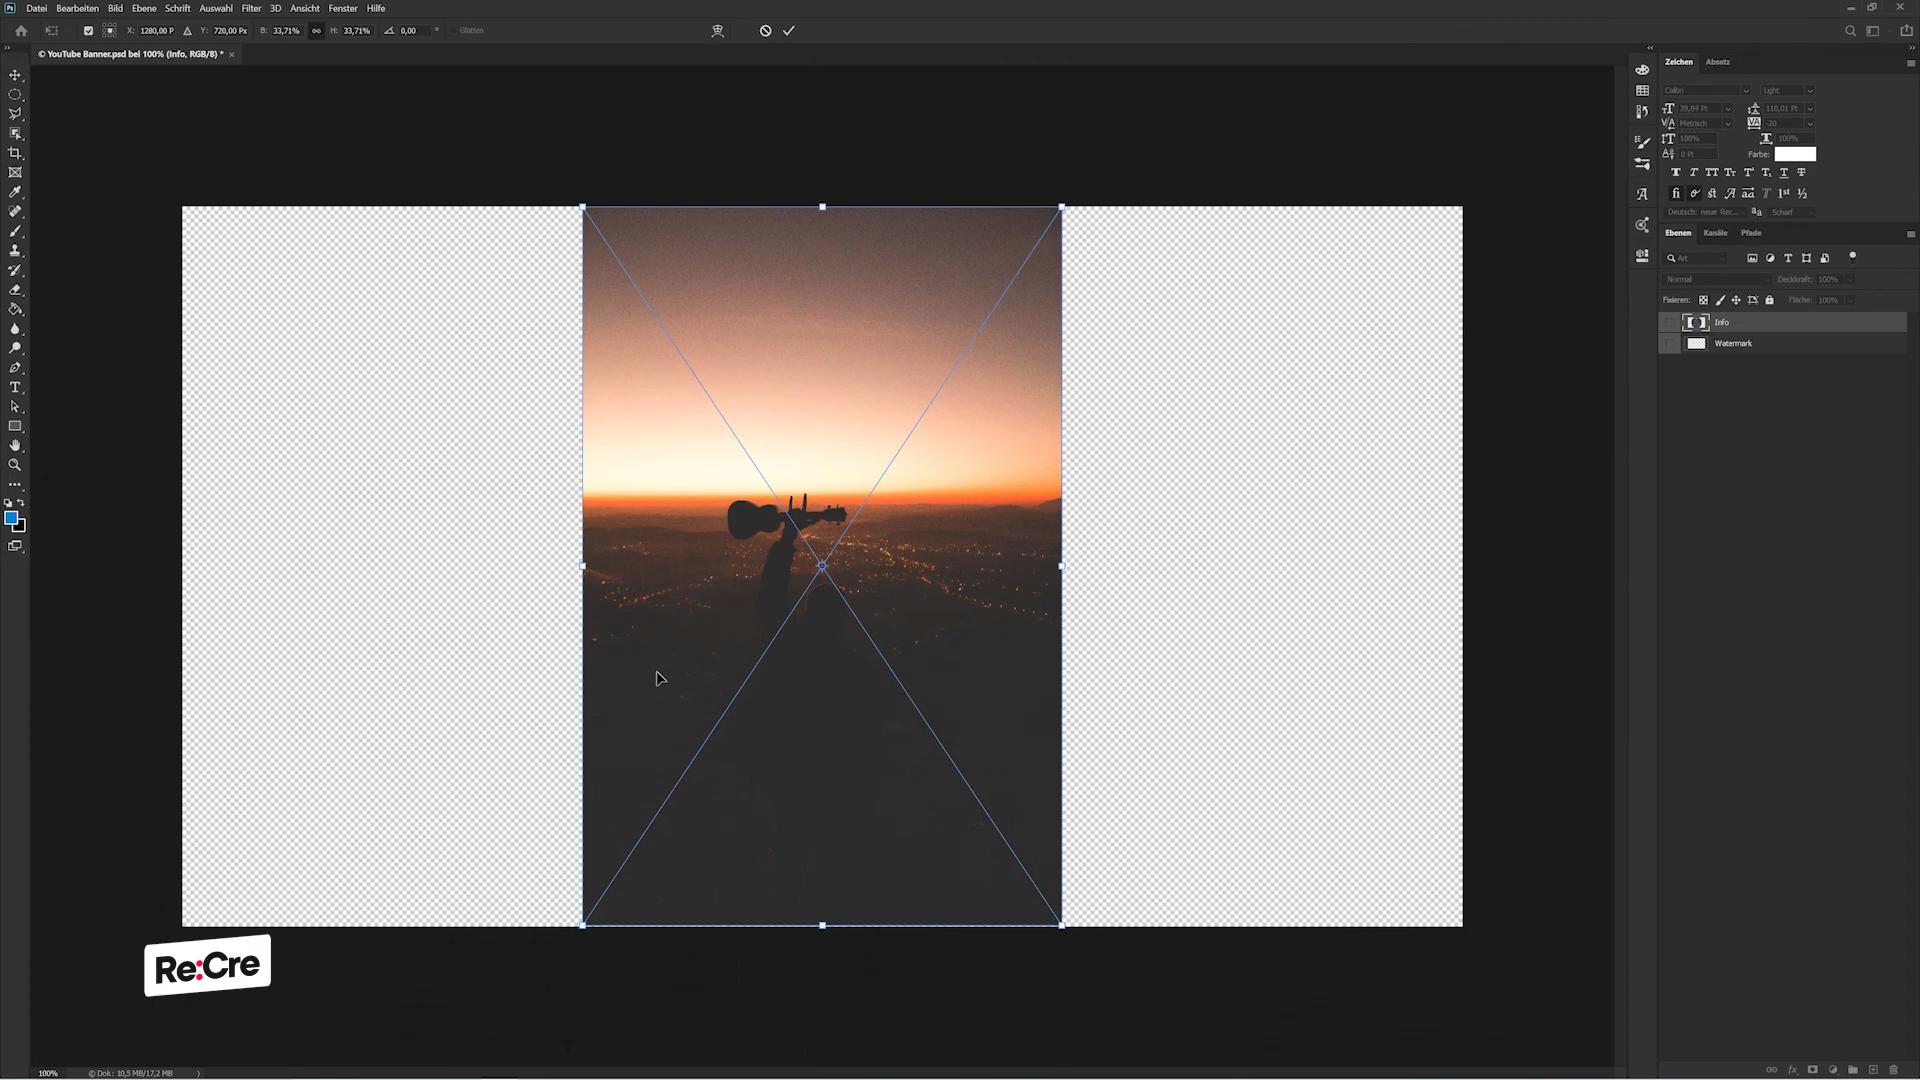 Ps Datei Bearbeiten Bild Ebene Schrift Auswahl Filter 3D Ansicht Fenster Hilfe
X: 1280,00 P Y: 720,00 Px B: 33,71% H: 33,71% 0,00 ° Glätten
© YouTube Banner.psd bei 100% (Info, RGB/8) * ×
Zeichen Absatz
Calibri Light
39,84 Pt 110,01 Pt
Metrisch -20
100% 100%
0 Pt Farbe:
Deutsch: neue Rec... aa Scharf
Ebenen Kanäle Pfade
Art
Normal Deckkraft: 100%
Fixieren: Fläche: 100%
Info
Watermark
Re:Cre
100% © Dok: 10,5 MB/17,2 MB